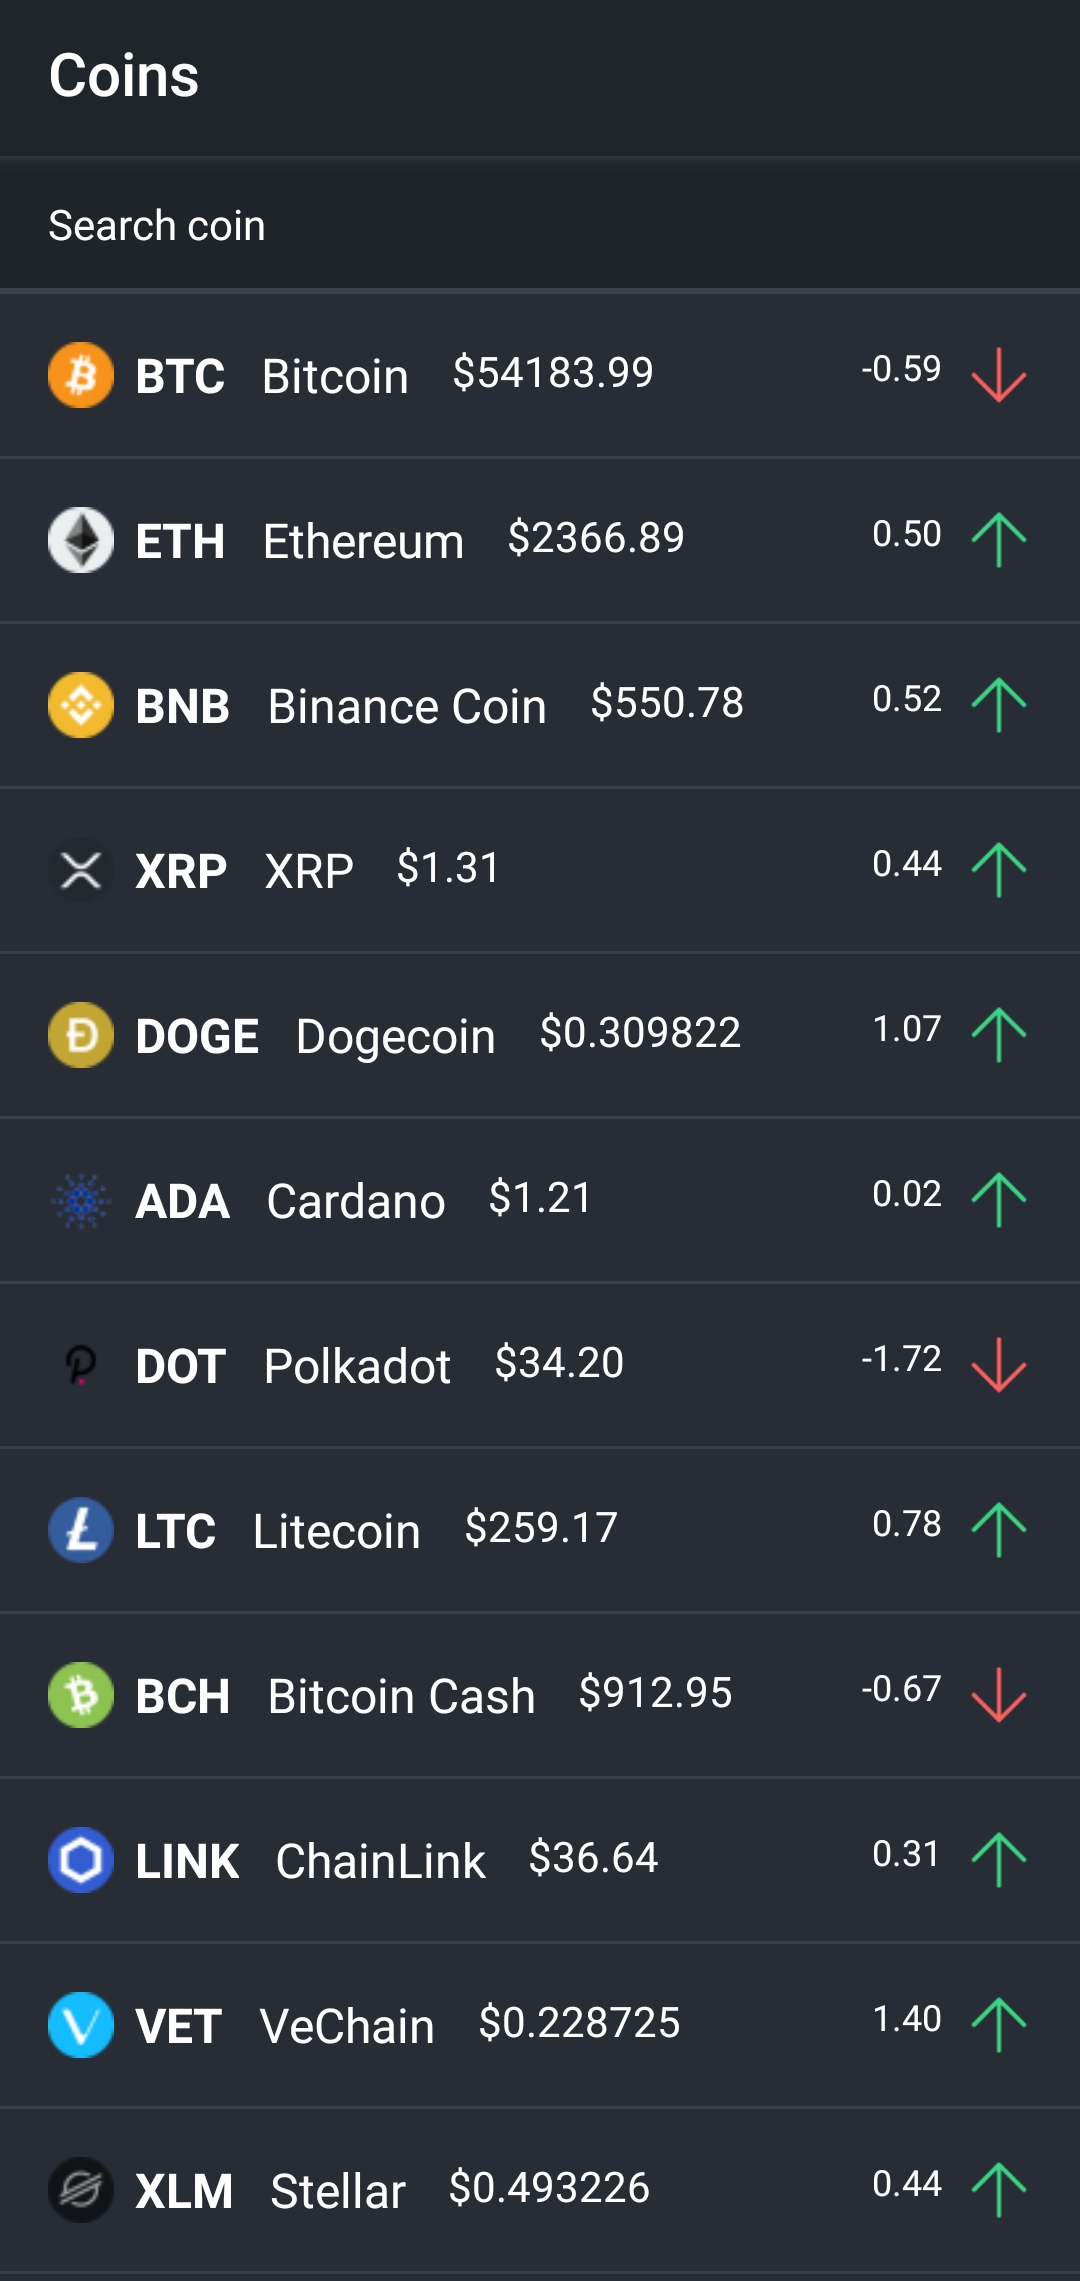 Coins
Search coin
BTC Bitcoin $54183.99 -0.59
ETH Ethereum $2366.89 0.50
BNB Binance Coin $550.78 0.52
XRP XRP $1.31 0.44
DOGE Dogecoin $0.309822 1.07
ADA Cardano $1.21 0.02
DOT Polkadot $34.20 -1.72
LTC Litecoin $259.17 0.78
BCH Bitcoin Cash $912.95 -0.67
LINK ChainLink $36.64 0.31
VET VeChain $0.228725 1.40
XLM Stellar $0.493226 0.44